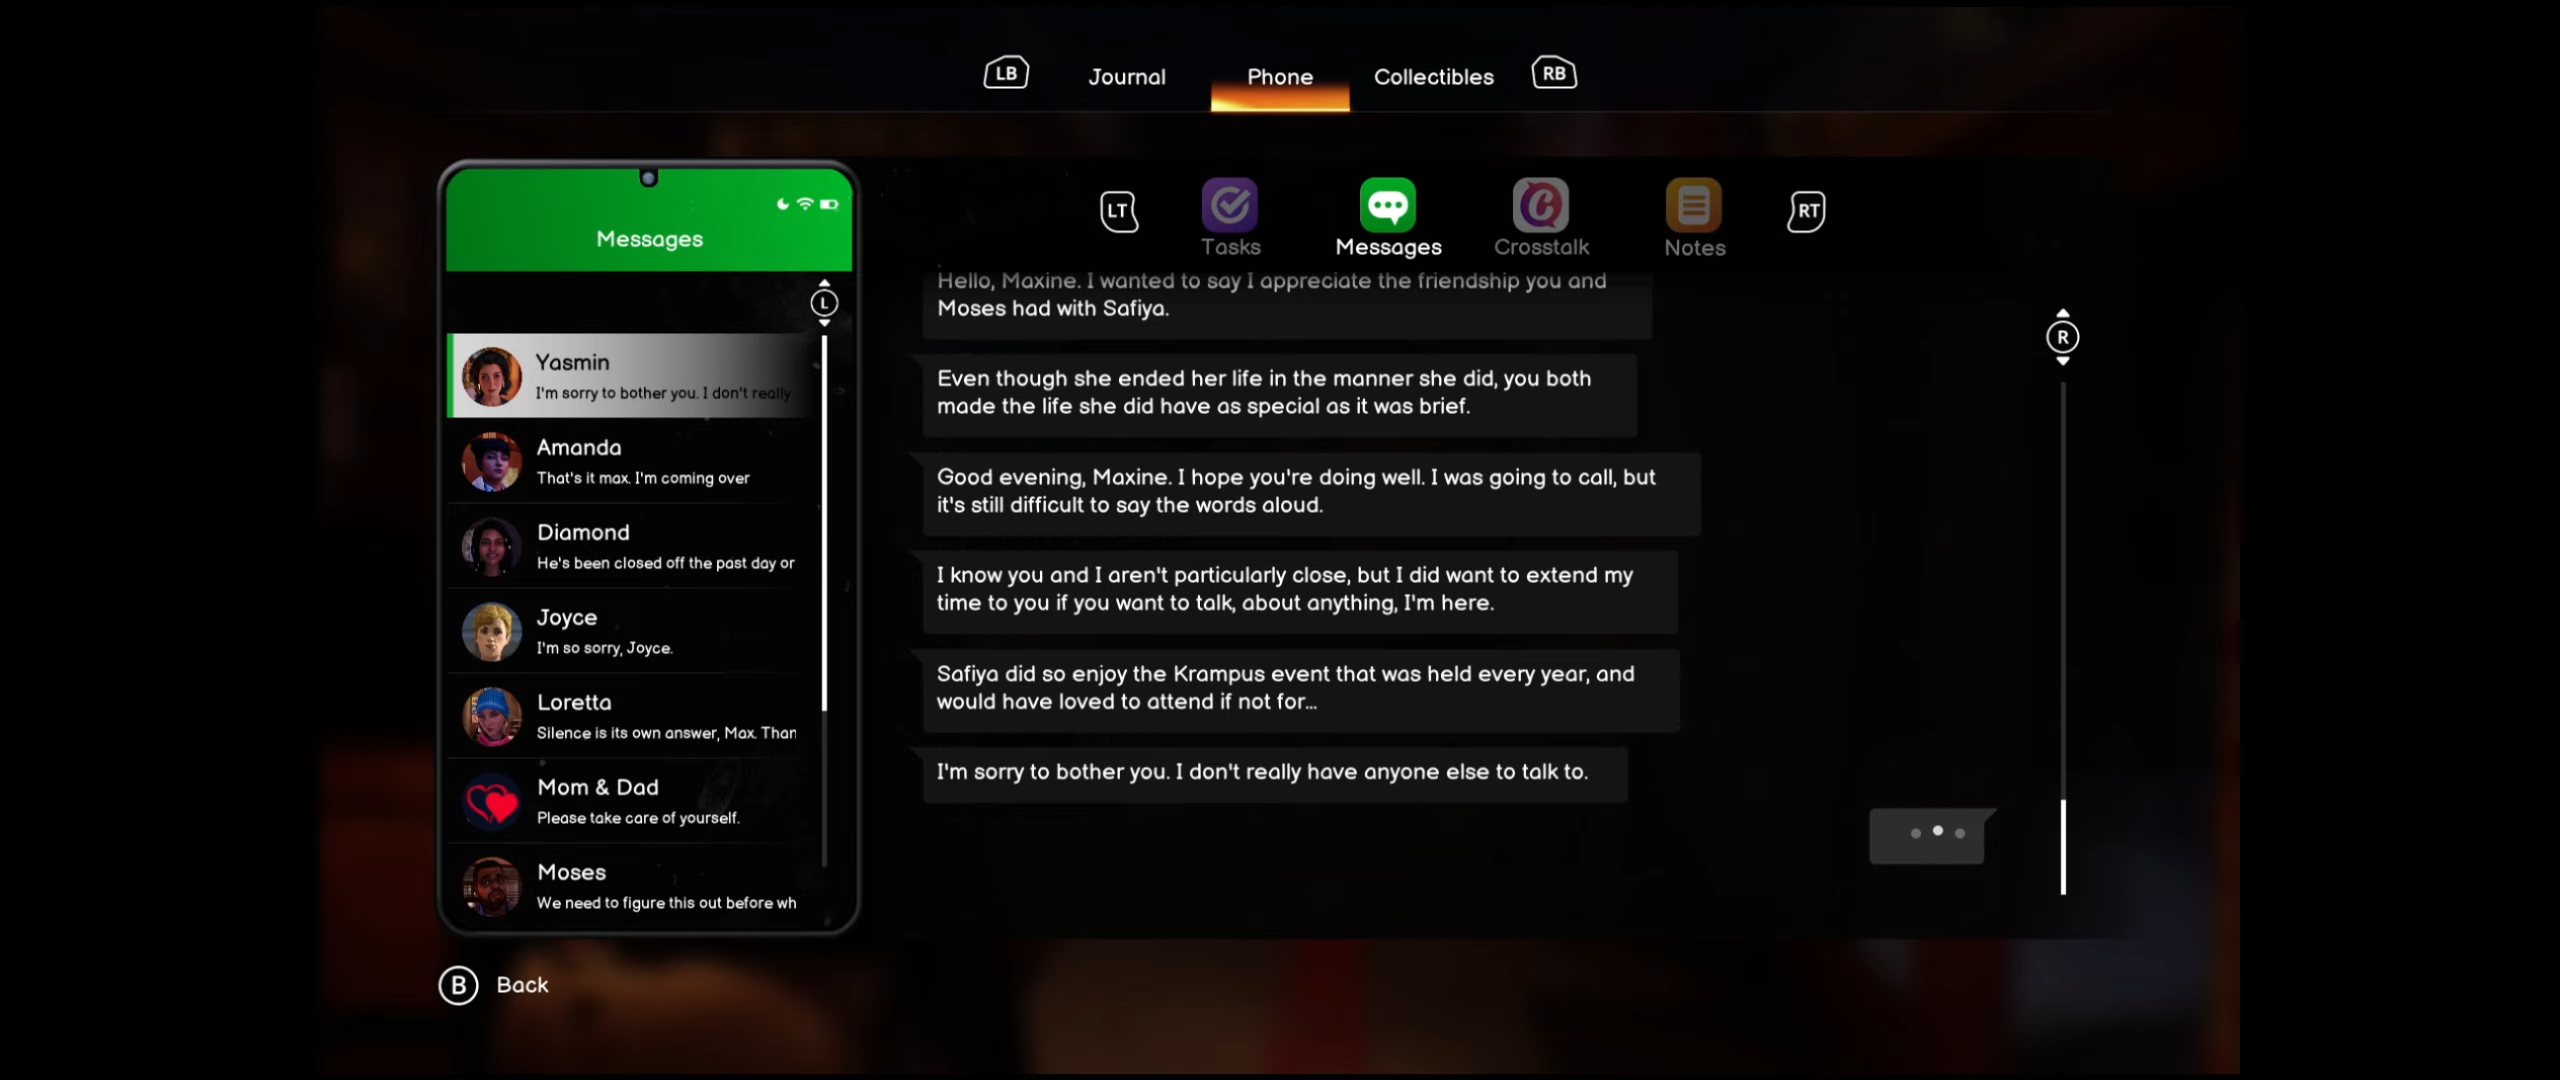 LB
Journal
Phone
Collectibles
RB
Messages
L
Yasmin
I'm sorry to bother you. I don't really
Amanda
That's it max. I'm coming over
Diamond
He's been closed off the past day or
Joyce
I'm so sorry, Joyce.
Loretta
Silence is its own answer, Max. Than
Mom & Dad
Please take care of yourself.
Moses
We need to figure this out before wh
LT
Tasks
Messages
Crosstalk
Notes
RT
Hello, Maxine. I wanted to say I appreciate the friendship you and
Moses had with Safiya.
Even though she ended her life in the manner she did, you both
made the life she did have as special as it was brief.
Good evening, Maxine. I hope you're doing well. I was going to call, but
it's still difficult to say the words aloud.
I know you and I aren't particularly close, but I did want to extend my
time to you if you want to talk, about anything, I'm here.
Safiya did so enjoy the Krampus event that was held every year, and
would have loved to attend if not for...
I'm sorry to bother you. I don't really have anyone else to talk to.
R
B Back